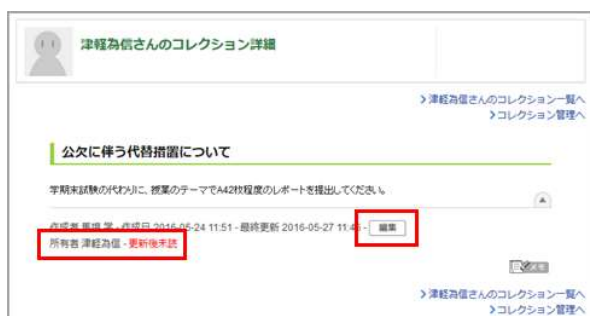 津軽為信さんのコレクション詳細
津軽為信さんのコレクション一覧へ
コレクション管理へ
公欠に伴う代替措置について
学期末試験の代わりに、授業のテーマでA42枚程度のレポートを提出してください。
作成者 馬場 学 - 作成日 2016-05-24 11:51 - 最終更新 2016-05-27 11:46 - 編集
所有者 津軽為信 - 更新後未読
メモ
津軽為信さんのコレクション一覧へ
コレクション管理へ